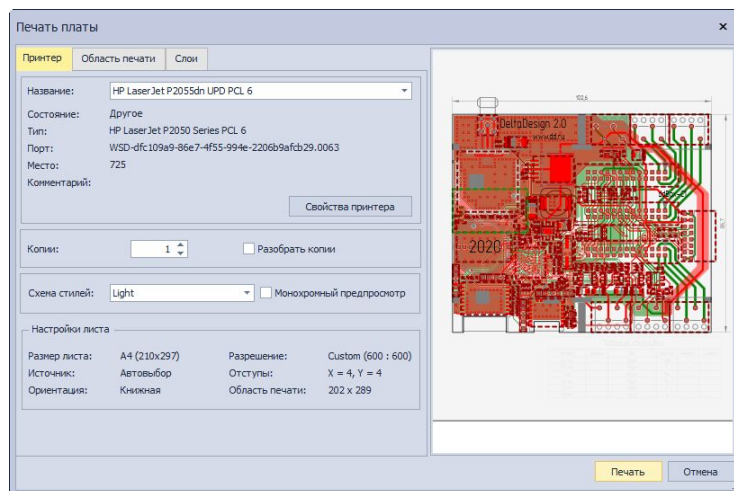 Печать платы
Принтер Область печати Слои
Название: HP LaserJet P2055dn UPD PCL 6
Состояние: Другое
Тип: HP LaserJet P2050 Series PCL 6
Порт: WSD-dfc109a9-86e7-4f55-994e-2206b9afcb29.0063
Место: 725
Комментарий:
Свойства принтера
Копии: 1 Разобрать копии
Схема стилей: Light Монохромный предпросмотр
Настройки листа
Размер листа: A4 (210x297) Разрешение: Custom (600 : 600)
Источник: Автовыбор Отступы: X = 4, Y = 4
Ориентация: Книжная Область печати: 202 x 289
102,6
DeltaDesign 2.0
2020
Печать Отмена